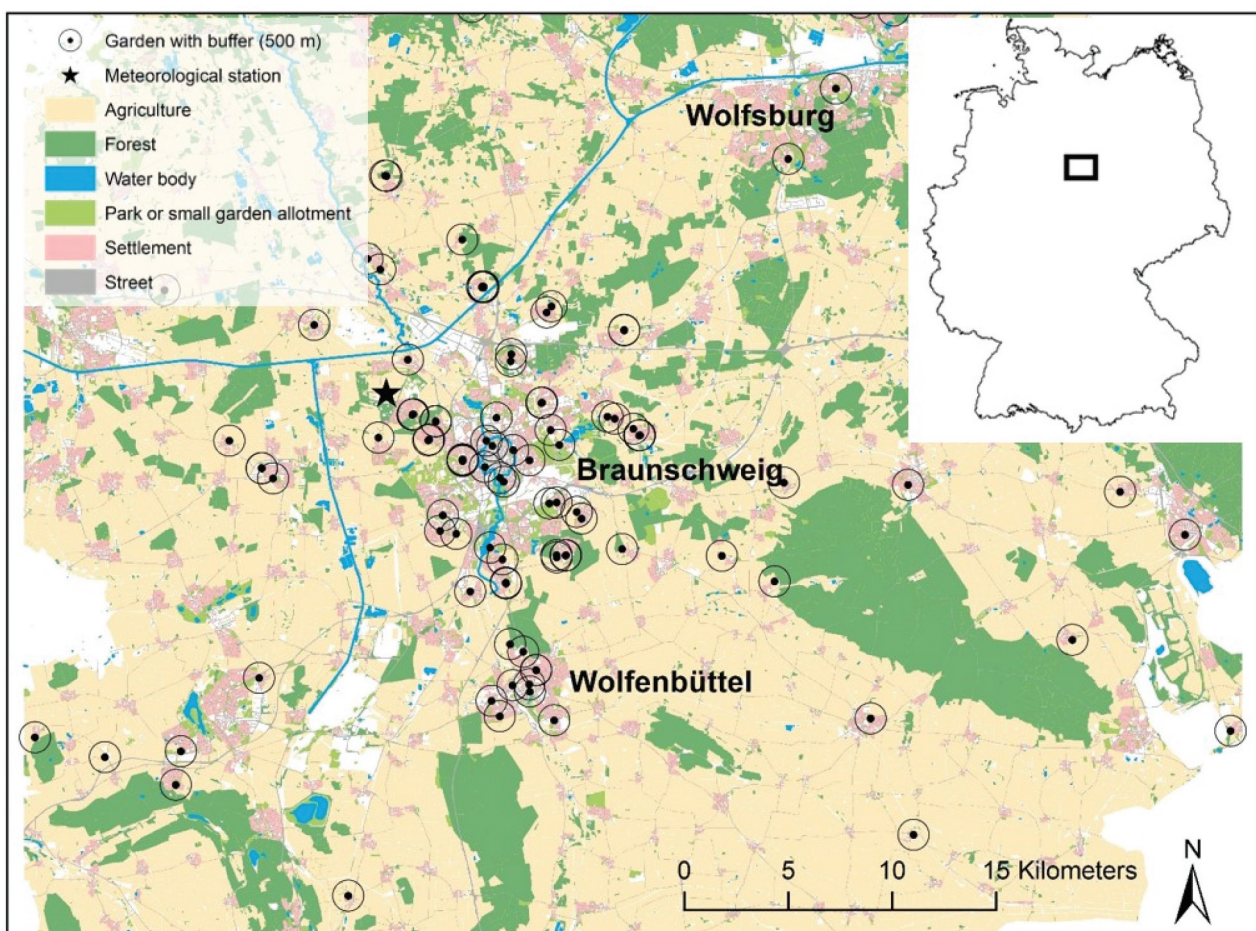 Garden with buffer (500 m)
Meteorological station
Agriculture
Forest
Water body
Park or small garden allotment
Settlement
Street
Wolfsburg
Braunschweig
Wolfenbüttel
0 5 10 15 Kilometers
N